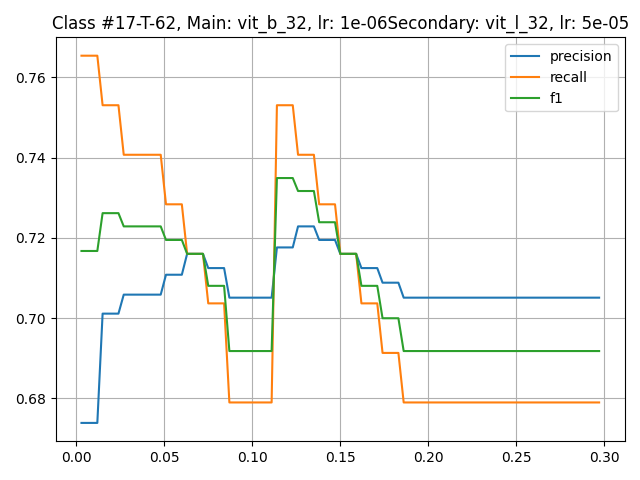 Class #17-T-62, Main: vit_b_32, lr: 1e-06Secondary: vit_l_32, lr: 5e-05
precision
recall
f1
0.76
0.74
0.72
0.70
0.68
0.00 0.05 0.10 0.15 0.20 0.25 0.30